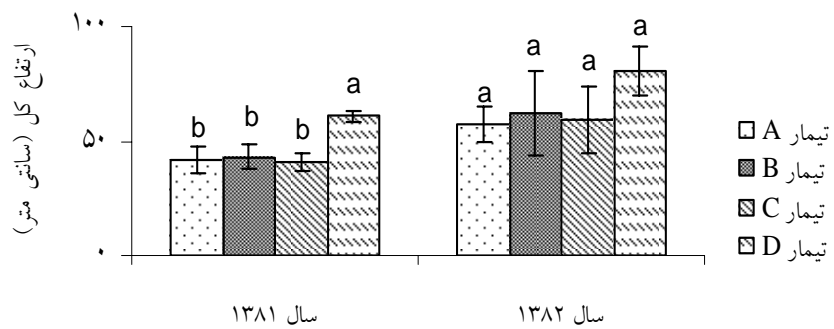 ارتفاع کل (سانتی متر)
۱۰۰
۵۰
۰
b b b a
a a a a
سال ۱۳۸۱
سال ۱۳۸۲
تیمار A
تیمار B
تیمار C
تیمار D